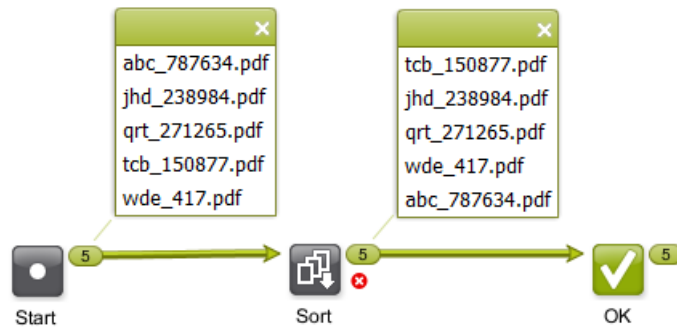 abc_787634.pdf
jhd_238984.pdf
qrt_271265.pdf
tcb_150877.pdf
wde_417.pdf
tcb_150877.pdf
jhd_238984.pdf
qrt_271265.pdf
wde_417.pdf
abc_787634.pdf
5
5
5
Start
Sort
OK